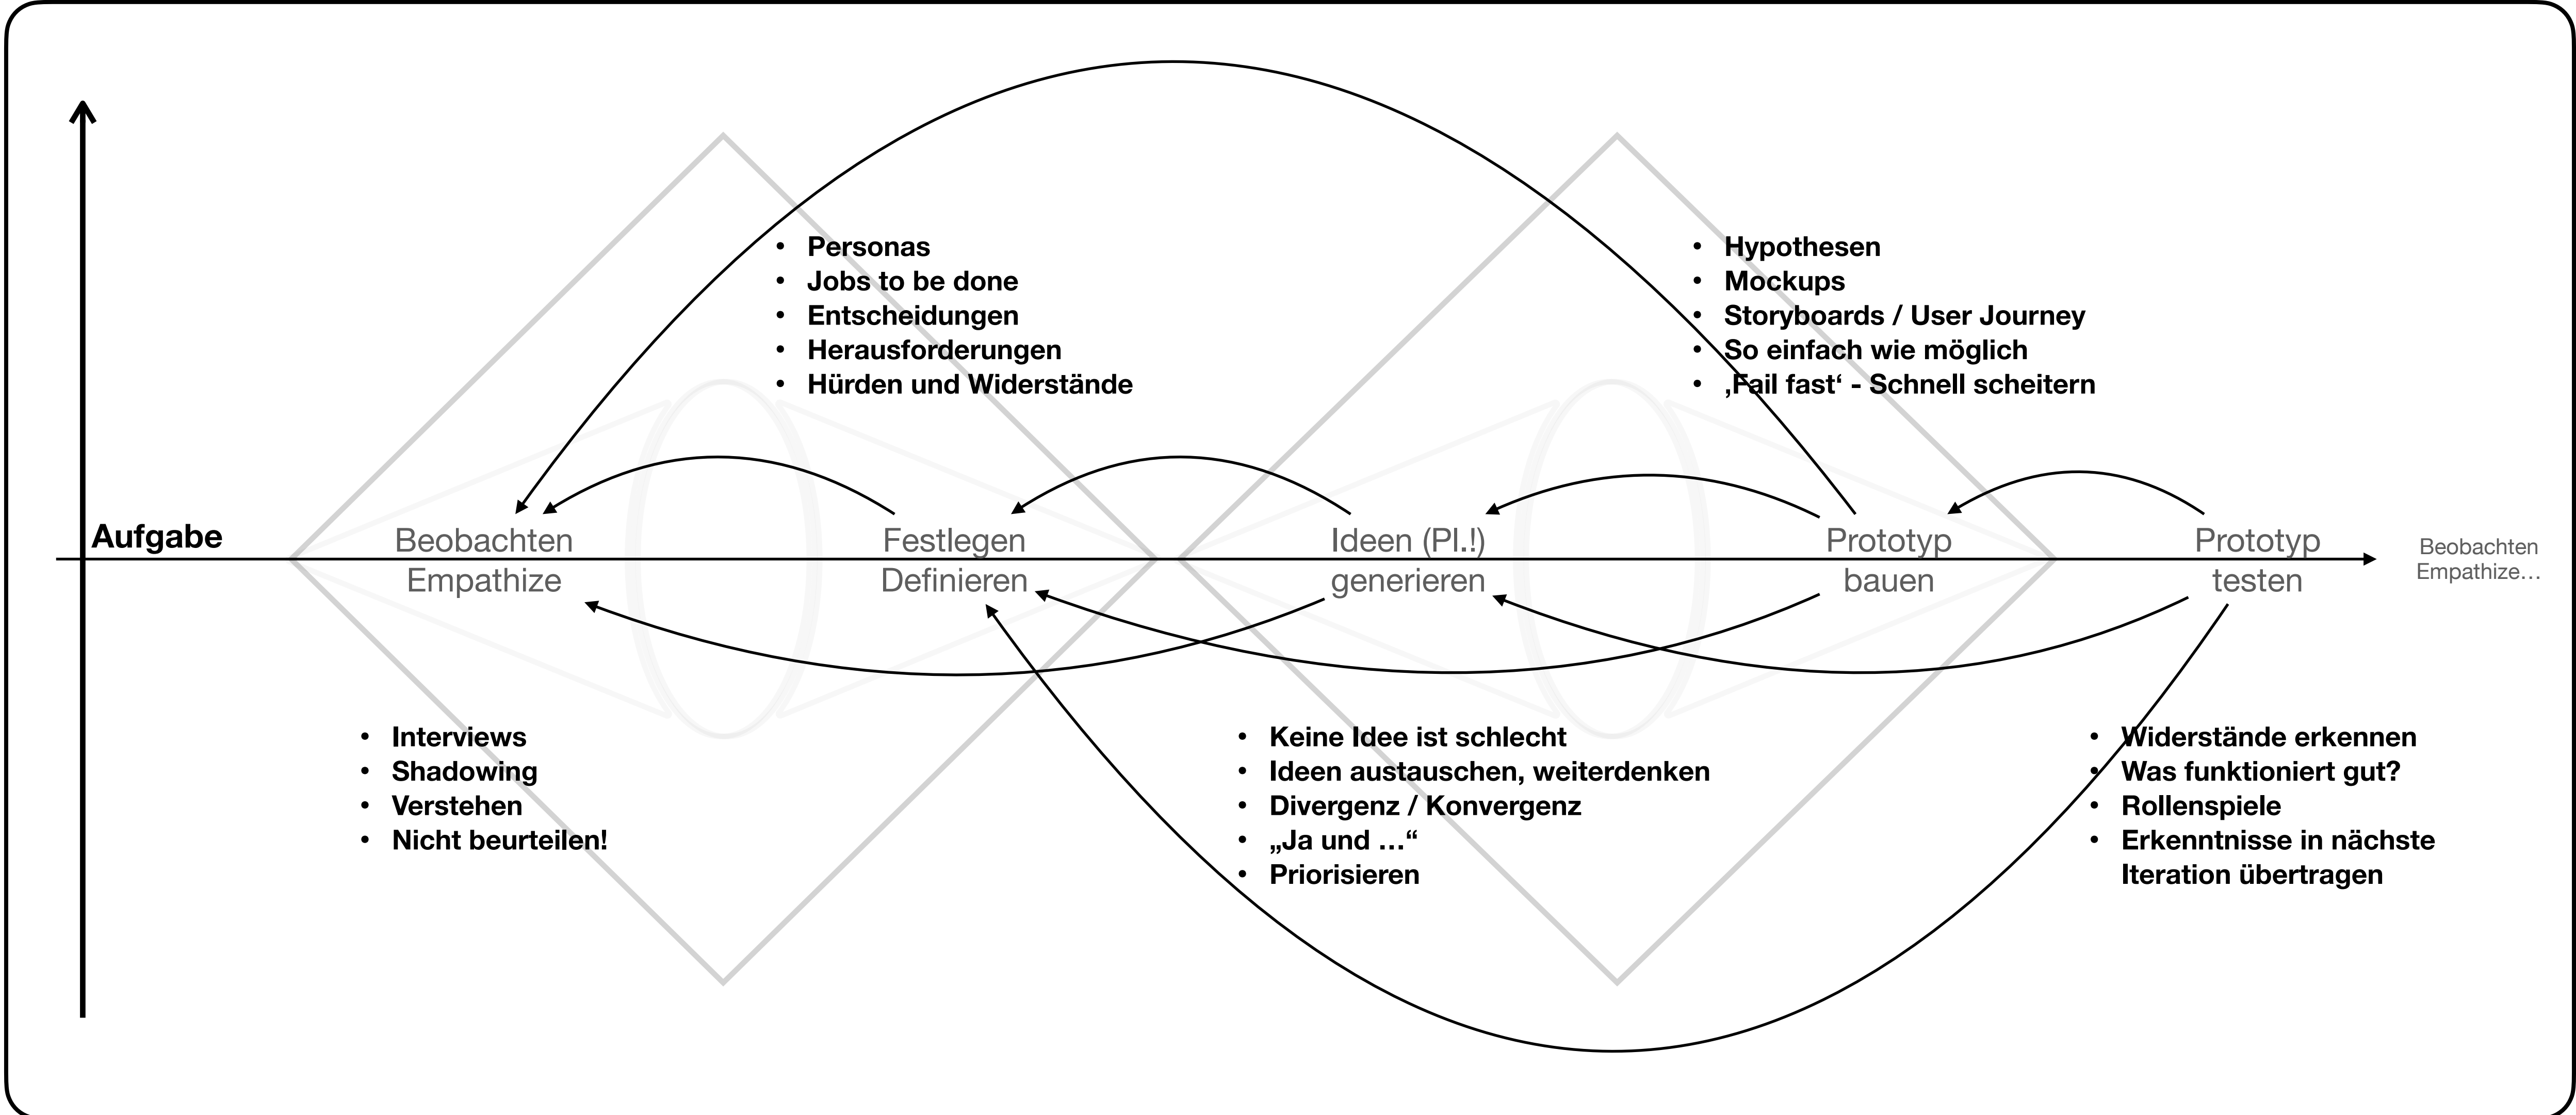 Aufgabe
Beobachten
Empathize
• Interviews
• Shadowing
• Verstehen
• Nicht beurteilen!
Festlegen
Definieren
• Personas
• Jobs to be done
• Entscheidungen
• Herausforderungen
• Hürden und Widerstände
Ideen (Pl.!)
generieren
• Keine Idee ist schlecht
• Ideen austauschen, weiterdenken
• Divergenz / Konvergenz
• „Ja und …“
• Priorisieren
Prototyp
bauen
• Hypothesen
• Mockups
• Storyboards / User Journey
• So einfach wie möglich
• ‚Fail fast‘ - Schnell scheitern
Prototyp
testen
• Widerstände erkennen
• Was funktioniert gut?
• Rollenspiele
• Erkenntnisse in nächste
Iteration übertragen
Beobachten
Empathize…